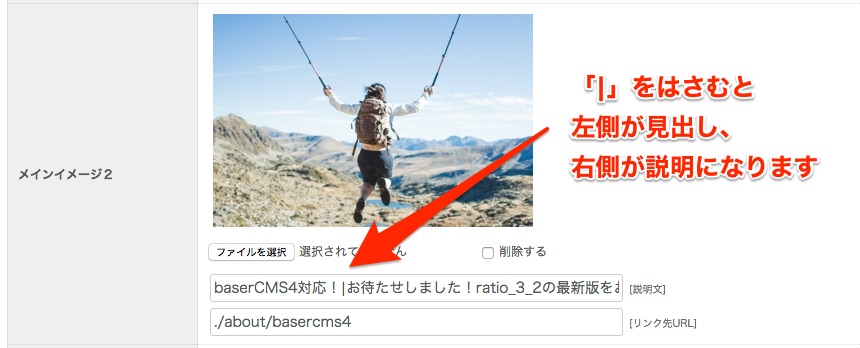 「|」をはさむと
左側が見出し、
右側が説明になります
メインイメージ２
ファイルを選択 選択されて ん
削除する
baserCMS4対応！|お待たせしました！ratio_3_2の最新版を
[説明文]
./about/basercms4
[リンク先URL]